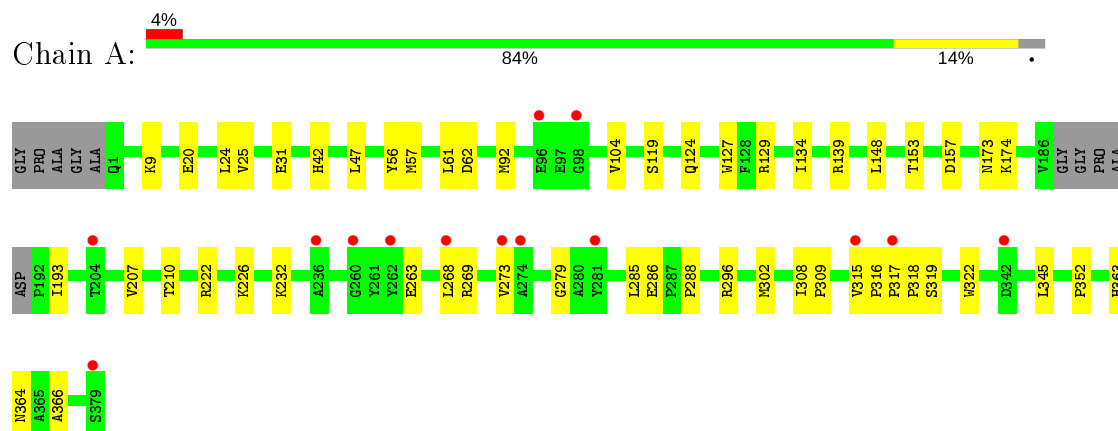 4%
Chain A:
84%
14%
•
GLY PRO ALA GLY ALA Q1 K9 E20 L24 V25 E31 H42 L47 Y56 M57 L61 D62 M92 E96 E97 G98 V104 S119 Q124 W127 F128 R129 I134 R139 L148 T153 D157 N173 K174 V186 GLY GLY PRO ALA
ASP P192 I193 T204 V207 T210 R222 K226 K232 A236 G260 Y261 Y262 E263 L268 R269 V273 A274 G279 A280 Y281 L285 E286 P287 P288 R296 M302 I308 P309 V315 P316 P317 P318 S319 W322 D342 L345 P352 H363
N364 A365 A366 S379